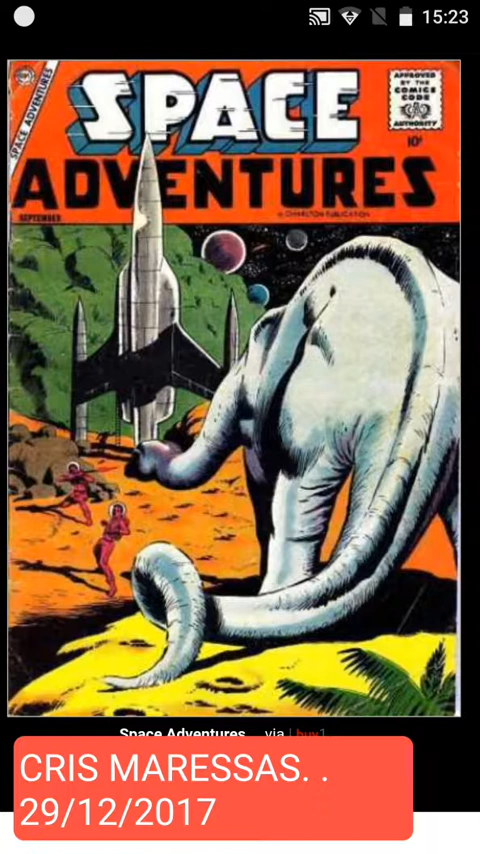 15:23
SPACE ADVENTURES
SPACE
APPROVED
BY THE
COMICS
CODE
AUTHORITY
10¢
ADVENTURES
SEPTEMBER
A CHARLTON PUBLICATION
Space Adventures via | buy]
CRIS MARESSAS. .
29/12/2017